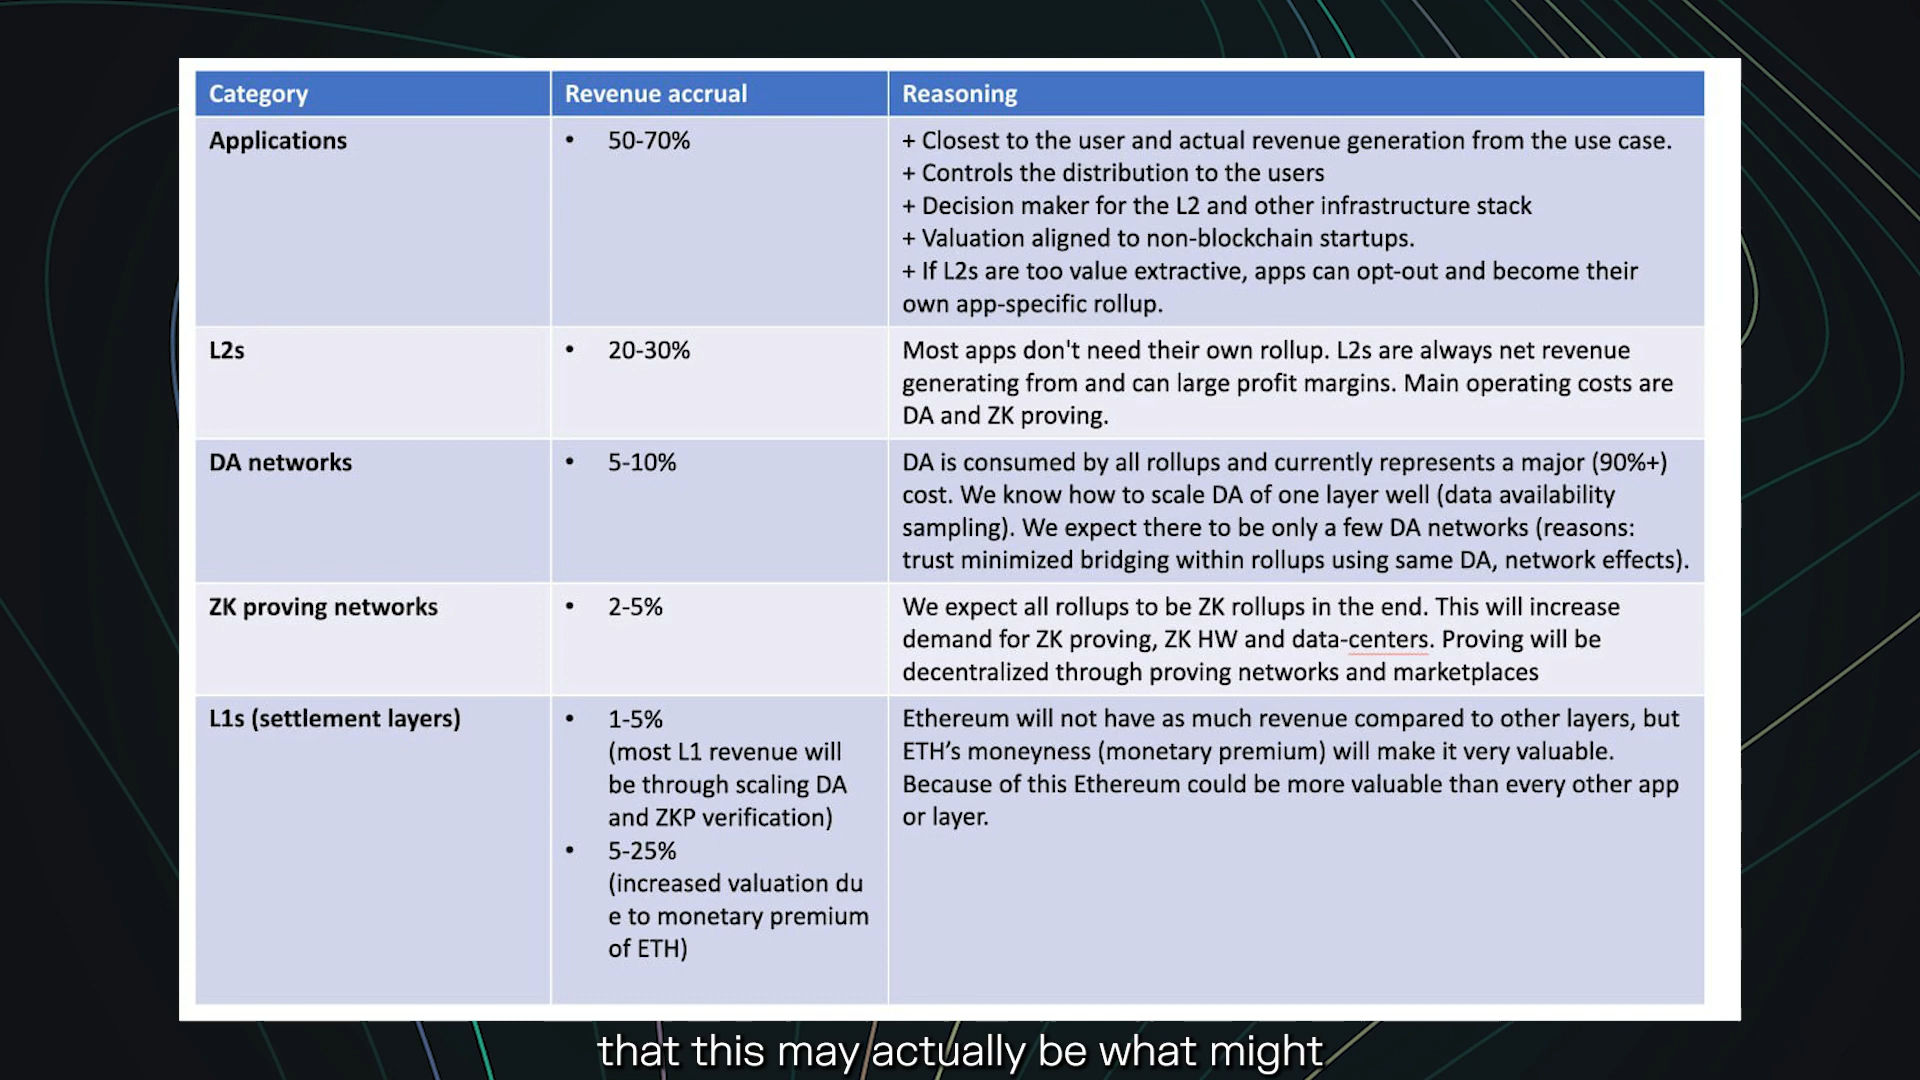 Category
Revenue accrual
Reasoning
Applications
• 50-70%
+ Closest to the user and actual revenue generation from the use case.
+ Controls the distribution to the users
+ Decision maker for the L2 and other infrastructure stack
+ Valuation aligned to non-blockchain startups.
+ If L2s are too value extractive, apps can opt-out and become their
own app-specific rollup.
L2s
• 20-30%
Most apps don't need their own rollup. L2s are always net revenue
generating from and can large profit margins. Main operating costs are
DA and ZK proving.
DA networks
• 5-10%
DA is consumed by all rollups and currently represents a major (90%+)
cost. We know how to scale DA of one layer well (data availability
sampling). We expect there to be only a few DA networks (reasons:
trust minimized bridging within rollups using same DA, network effects).
ZK proving networks
• 2-5%
We expect all rollups to be ZK rollups in the end. This will increase
demand for ZK proving, ZK HW and data-centers. Proving will be
decentralized through proving networks and marketplaces
L1s (settlement layers)
• 1-5%
(most L1 revenue will
be through scaling DA
and ZKP verification)
• 5-25%
(increased valuation du
e to monetary premium
of ETH)
Ethereum will not have as much revenue compared to other layers, but
ETH’s moneyness (monetary premium) will make it very valuable.
Because of this Ethereum could be more valuable than every other app
or layer.
that this may actually be what might